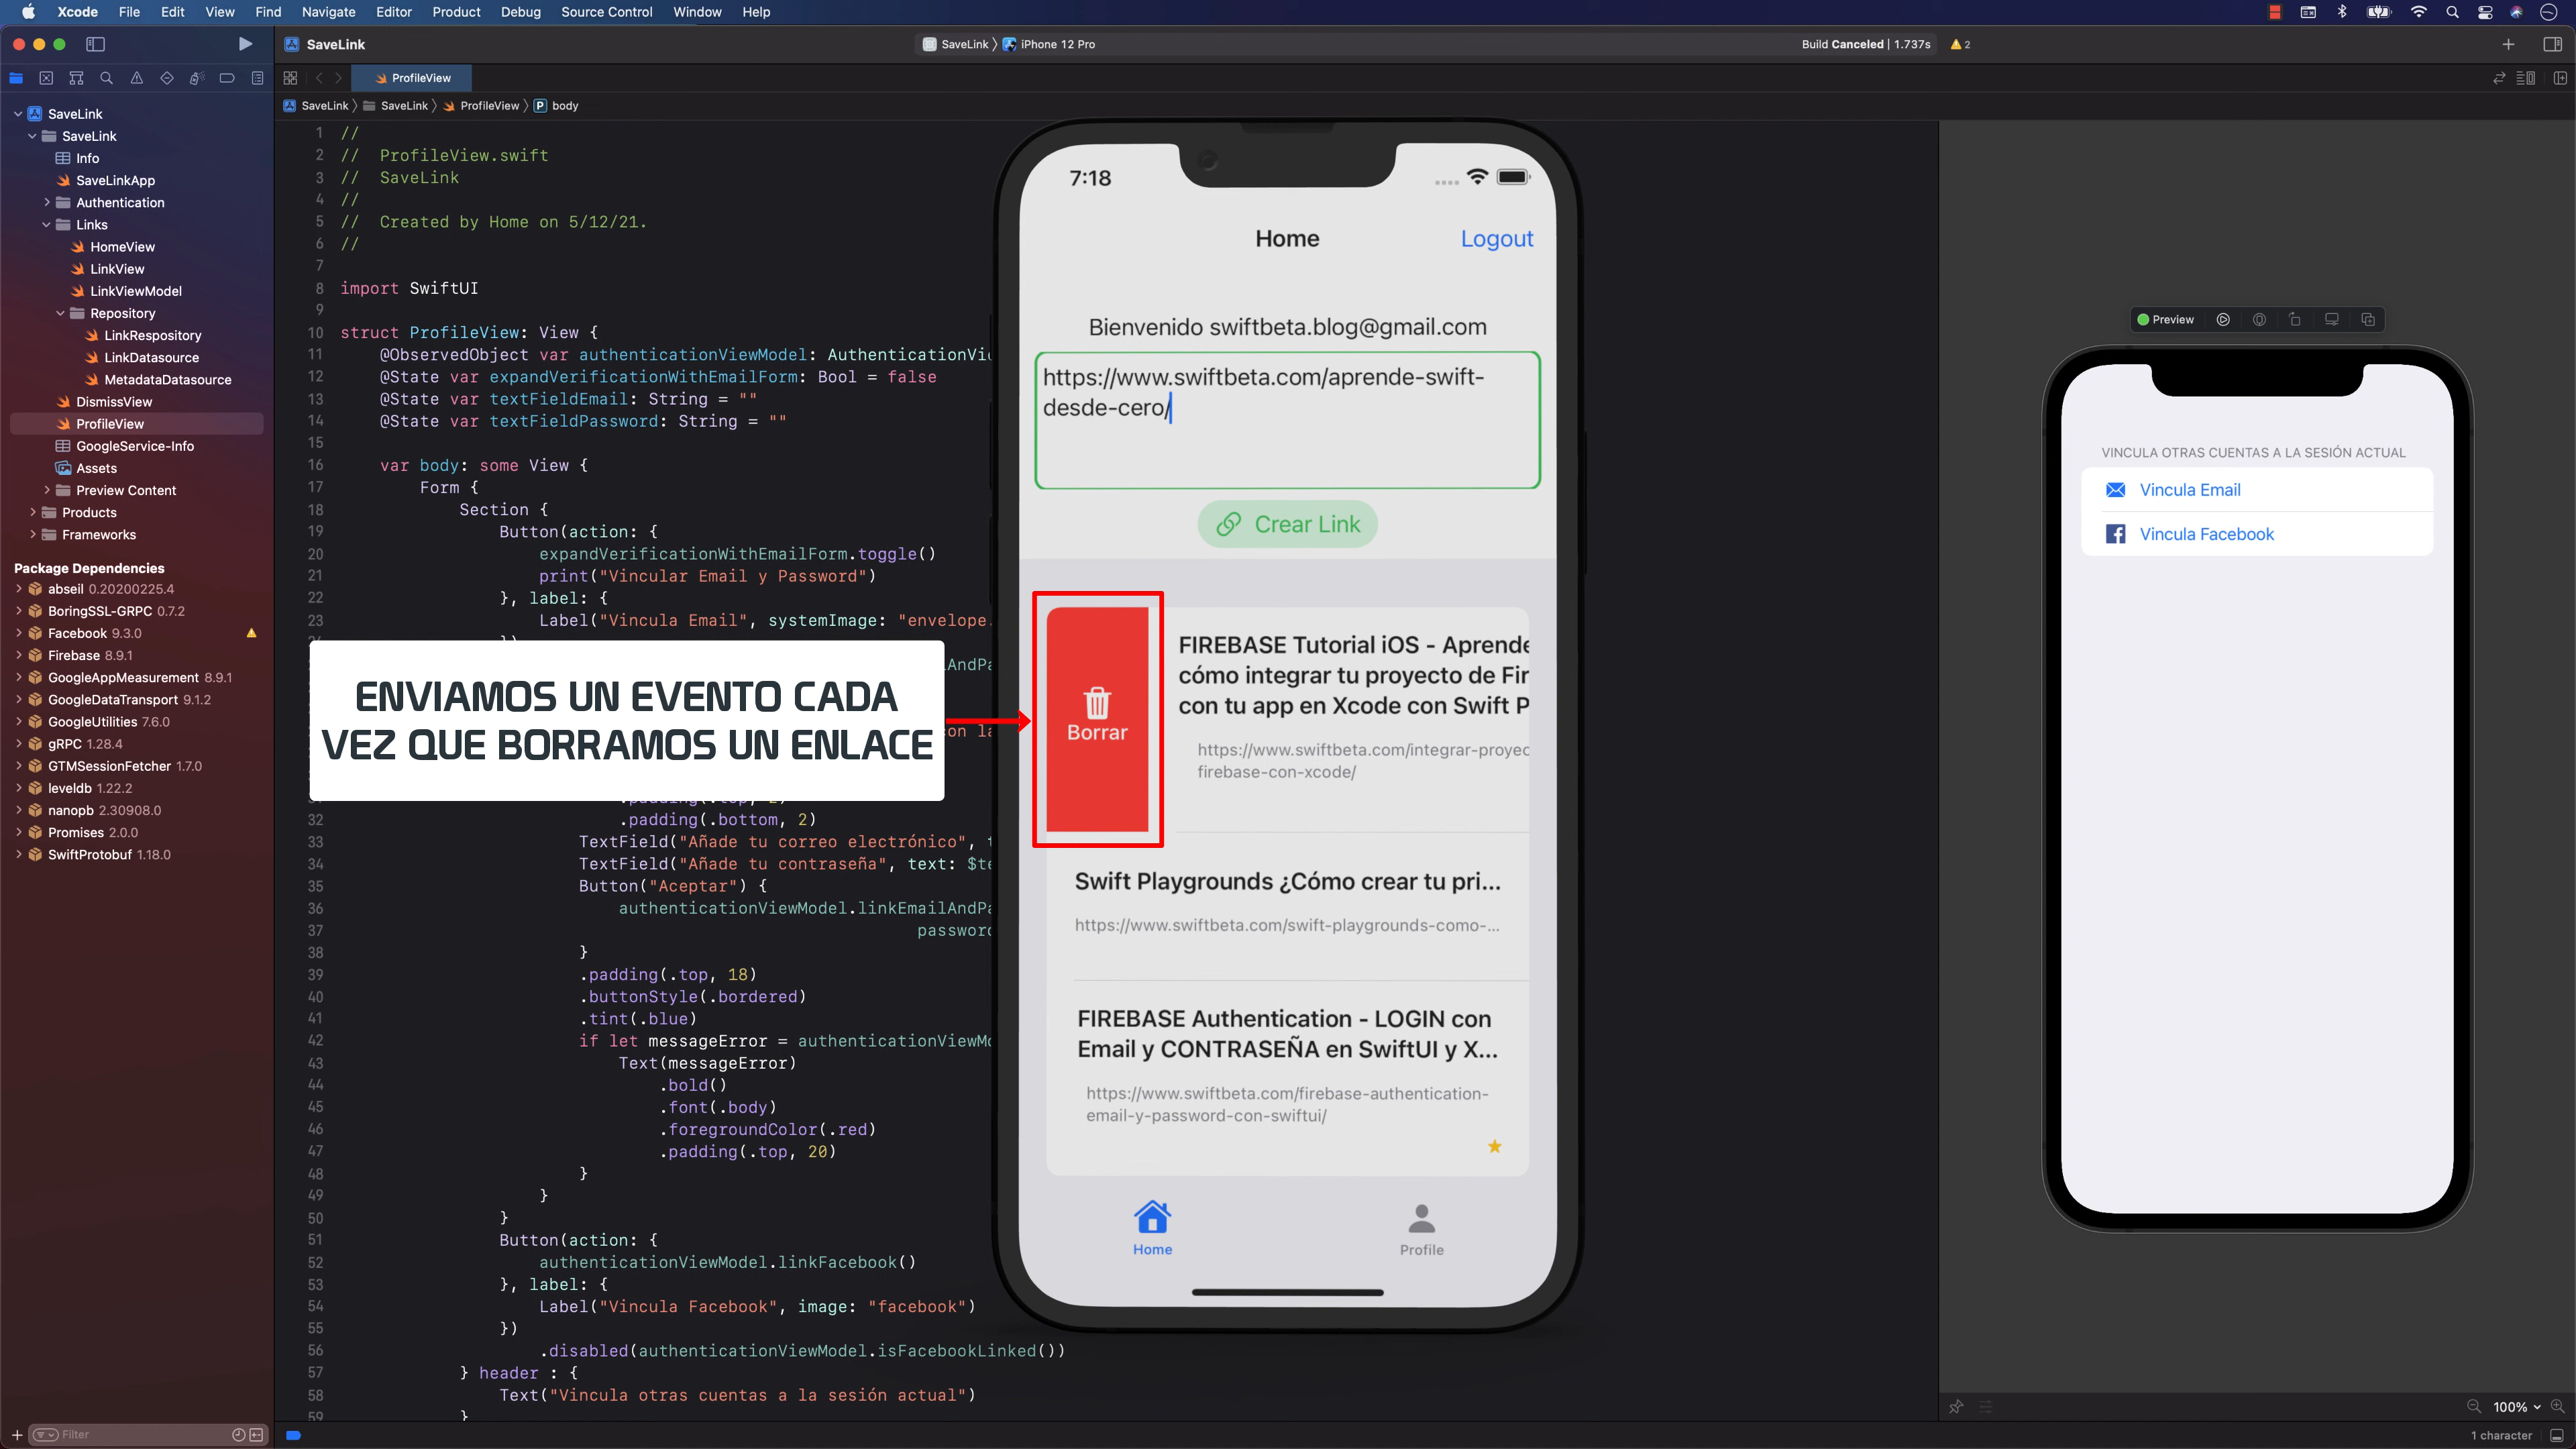 Xcode File Edit View Find Navigate Editor Product Debug Source Control Window Help
SaveLink
SaveLink iPhone 12 Pro
Build Canceled | 1.737s
2
ProfileView
SaveLink SaveLink ProfileView body
SaveLink
SaveLink
Info
SaveLinkApp
Authentication
Links
HomeView
LinkView
LinkViewModel
Repository
LinkRespository
LinkDatasource
MetadataDatasource
DismissView
ProfileView
GoogleService-Info
Assets
Preview Content
Products
Frameworks
Package Dependencies
abseil 0.20200225.4
BoringSSL-GRPC 0.7.2
Facebook 9.3.0
Firebase 8.9.1
GoogleAppMeasurement 8.9.1
GoogleDataTransport 9.1.2
GoogleUtilities 7.6.0
gRPC 1.28.4
GTMSessionFetcher 1.7.0
leveldb 1.22.2
nanopb 2.30908.0
Promises 2.0.0
SwiftProtobuf 1.18.0
Filter
1 //
2 // ProfileView.swift
3 // SaveLink
4 //
5 // Created by Home on 5/12/21.
6 //
7
8 import SwiftUI
9
10 struct ProfileView: View {
11 @ObservedObject var authenticationViewModel: AuthenticationVi
12 @State var expandVerificationWithEmailForm: Bool = false
13 @State var textFieldEmail: String = ""
14 @State var textFieldPassword: String = ""
15
16 var body: some View {
17 Form {
18 Section {
19 Button(action: {
20 expandVerificationWithEmailForm.toggle()
21 print("Vincular Email y Password")
22 }, label: {
23 Label("Vincula Email", systemImage: "envelope.
ENVIAMOS UN EVENTO CADA
VEZ QUE BORRAMOS UN ENLACE
.padding(.top, 2)
32 .padding(.bottom, 2)
33 TextField("Añade tu correo electrónico",
34 TextField("Añade tu contraseña", text: $te
35 Button("Aceptar") {
36 authenticationViewModel.linkEmailAndPa
37 password
38 }
39 .padding(.top, 18)
40 .buttonStyle(.bordered)
41 .tint(.blue)
42 if let messageError = authenticationViewMo
43 Text(messageError)
44 .bold()
45 .font(.body)
46 .foregroundColor(.red)
47 .padding(.top, 20)
48 }
49 }
50 }
51 Button(action: {
52 authenticationViewModel.linkFacebook()
53 }, label: {
54 Label("Vincula Facebook", image: "facebook")
55 })
56 .disabled(authenticationViewModel.isFacebookLinked())
57 } header : {
58 Text("Vincula otras cuentas a la sesión actual")
59 }
7:18
Home
Logout
Bienvenido swiftbeta.blog@gmail.com
https://www.swiftbeta.com/aprende-swift-
desde-cero/
Crear Link
Borrar
FIREBASE Tutorial iOS - Aprende
cómo integrar tu proyecto de Fir
con tu app en Xcode con Swift P
https://www.swiftbeta.com/integrar-proyec
firebase-con-xcode/
Swift Playgrounds ¿Cómo crear tu pri...
https://www.swiftbeta.com/swift-playgrounds-como-...
FIREBASE Authentication - LOGIN con
Email y CONTRASEÑA en SwiftUI y X...
https://www.swiftbeta.com/firebase-authentication-
email-y-password-con-swiftui/
Home
Profile
Preview
VINCULA OTRAS CUENTAS A LA SESIÓN ACTUAL
Vincula Email
Vincula Facebook
100%
1 character